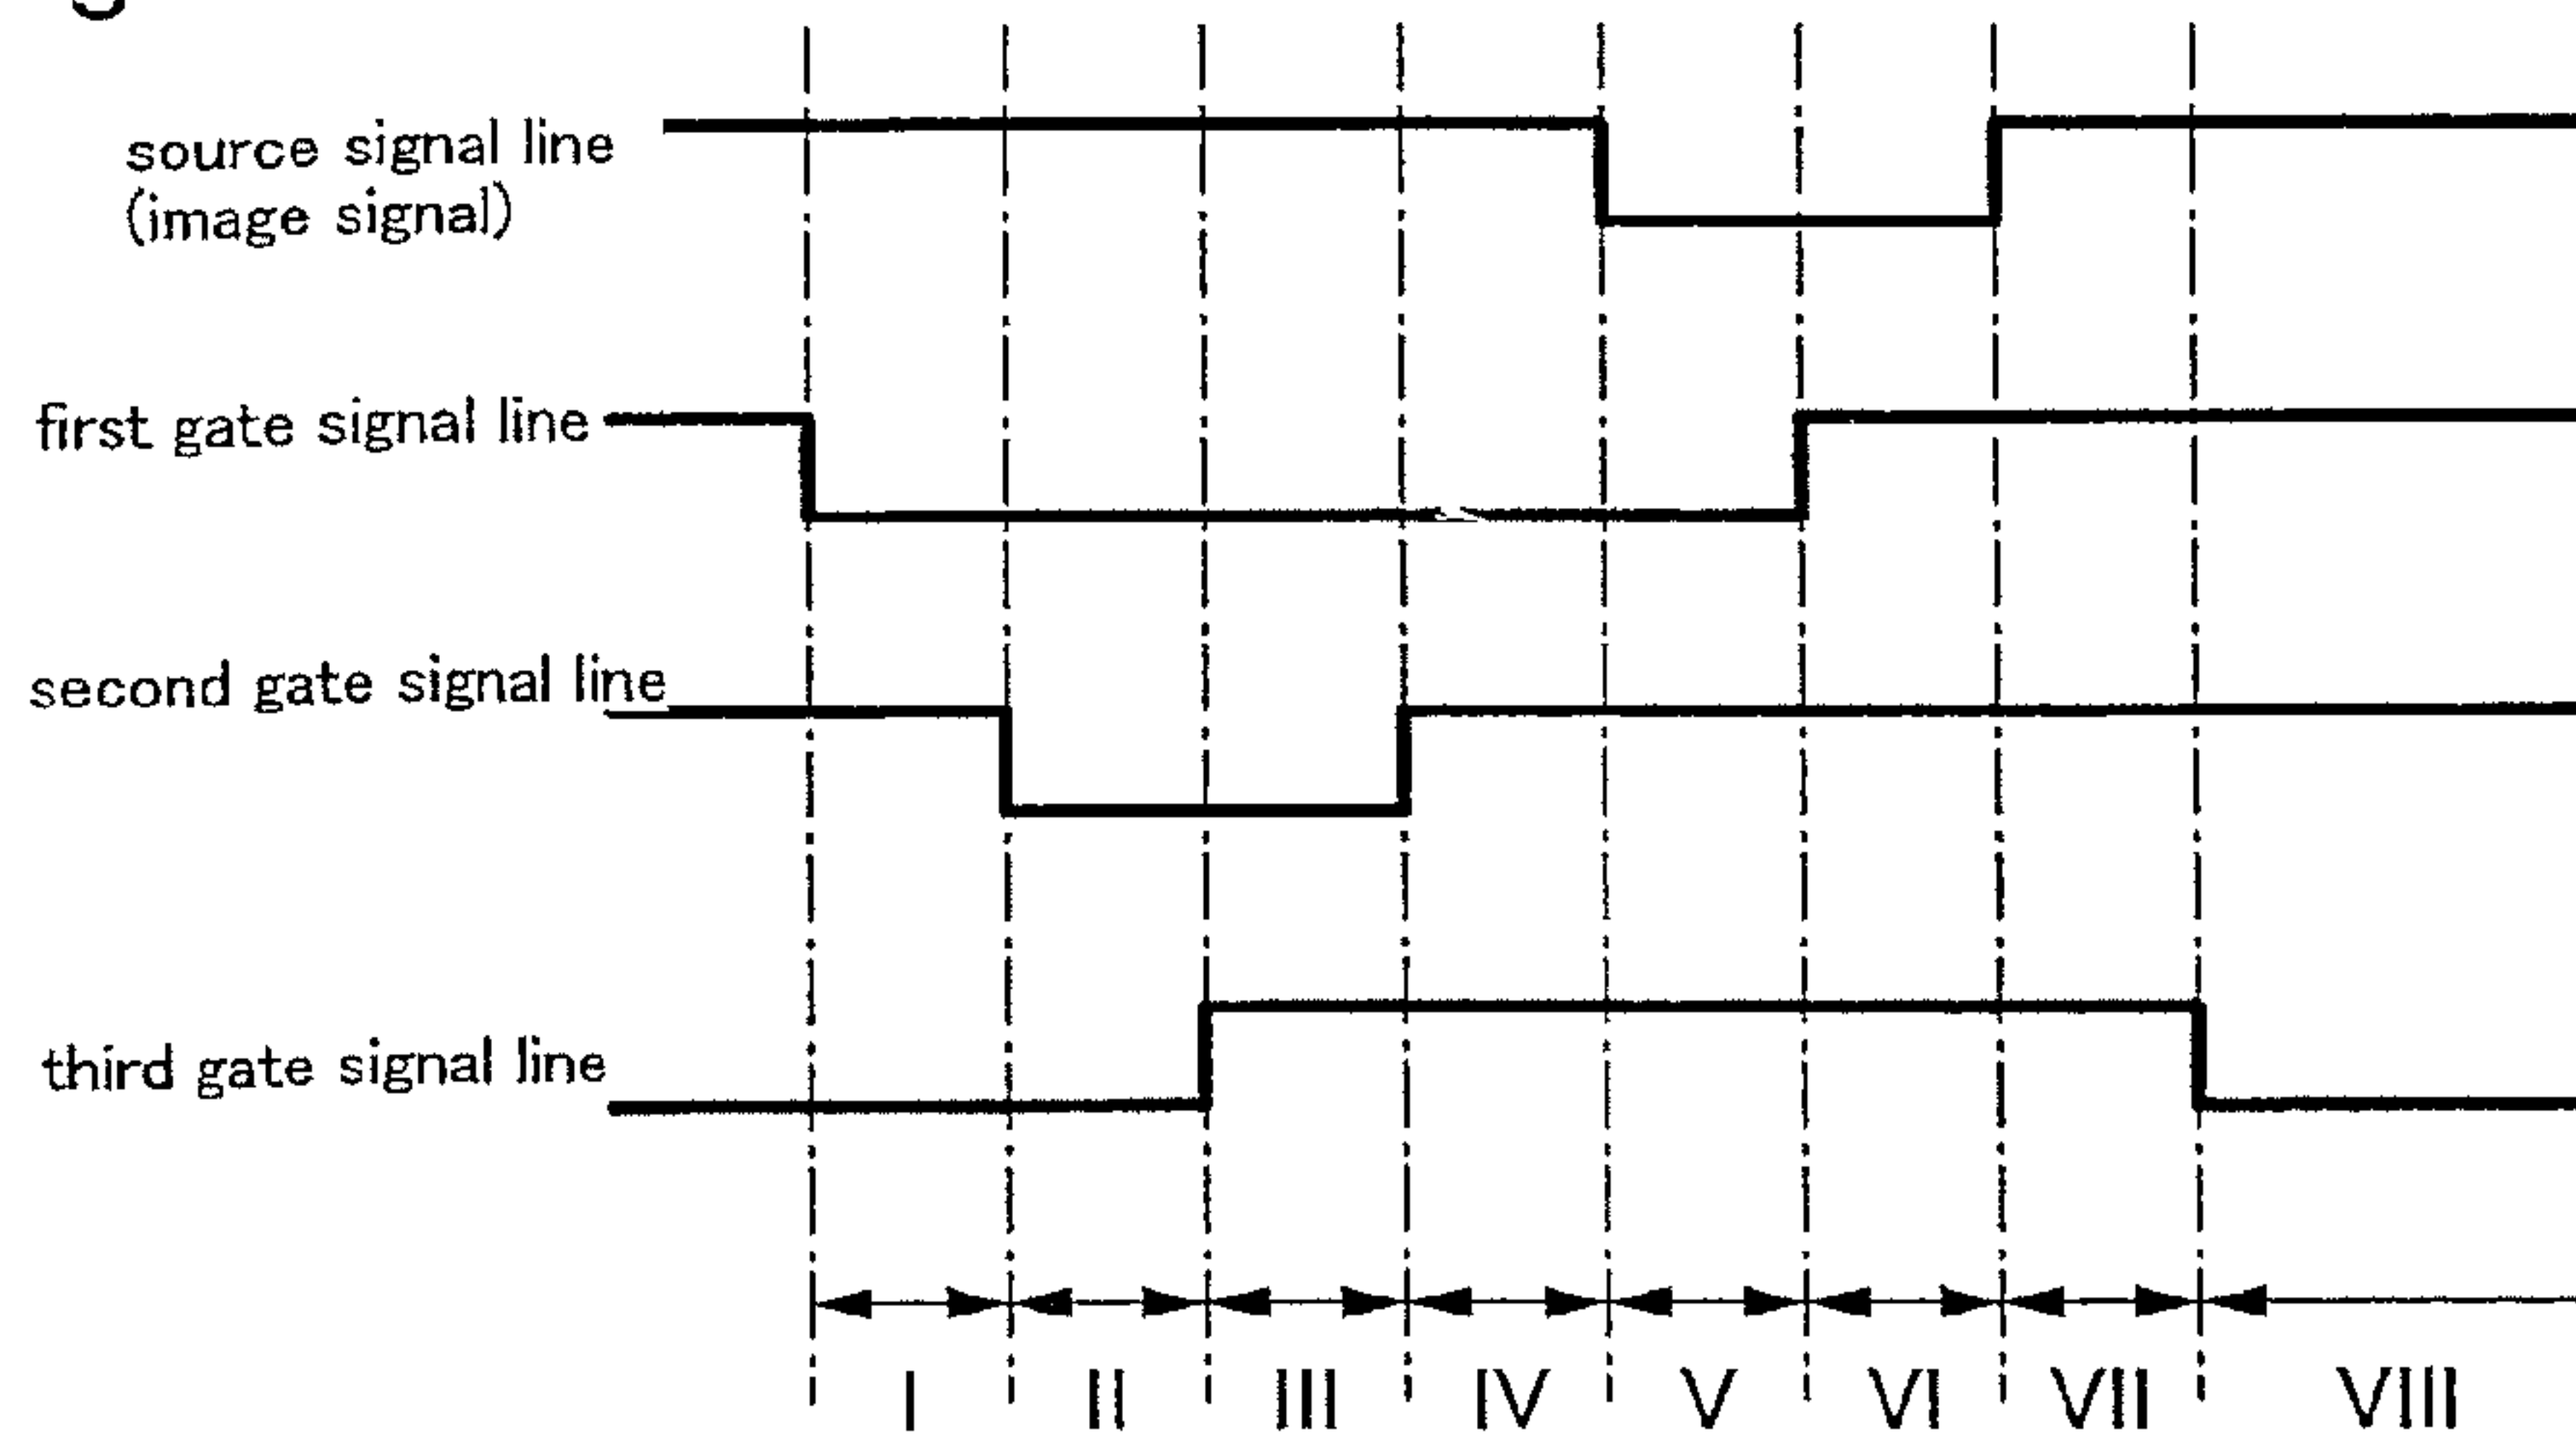 source signal line
(image signal)
first gate signal line
second gate signal line
third gate signal line
I II III IV V VI VII VIII